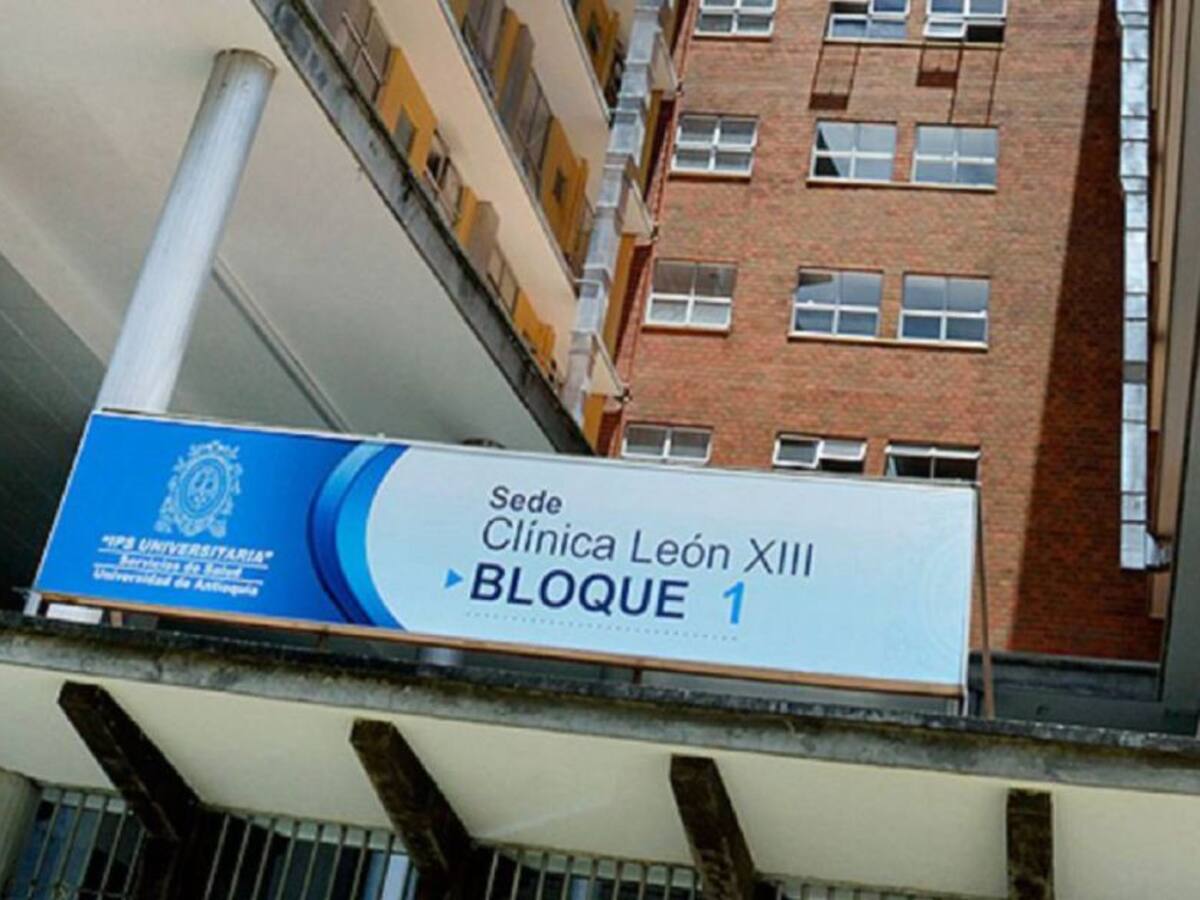 "IPS UNIVERSITARIA"
Servicios de Salud
Universidad de Antioquia
Sede
Clínica León XIII
BLOQUE 1